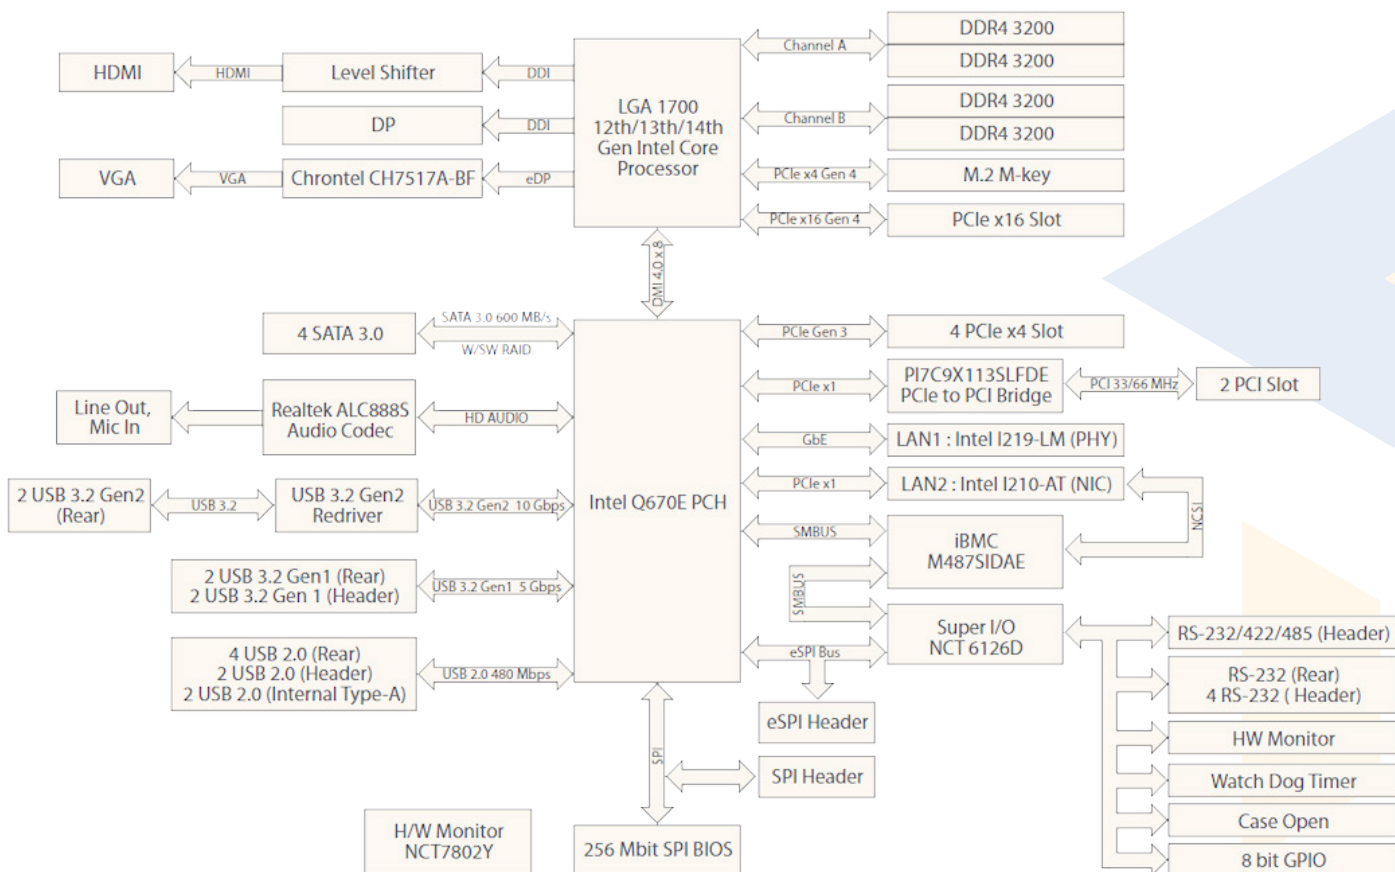 HDMI
HDMI
Level Shifter
DDI
DP
DDI
VGA
VGA
Chrontel CH7517A-BF
eDP
LGA 1700
12th/13th/14th
Gen Intel Core
Processor
Channel A
DDR4 3200
DDR4 3200
Channel B
DDR4 3200
DDR4 3200
PCIe x4 Gen 4
M.2 M-key
PCIe x16 Gen 4
PCIe x16 Slot
DMI 4.0 x 8
4 SATA 3.0
SATA 3.0 600 MB/s
W/SW RAID
Line Out,
Mic In
Realtek ALC888S
Audio Codec
HD AUDIO
2 USB 3.2 Gen2
(Rear)
USB 3.2
USB 3.2 Gen2
Redriver
USB 3.2 Gen2 10 Gbps
2 USB 3.2 Gen1 (Rear)
2 USB 3.2 Gen 1 (Header)
USB 3.2 Gen1 5 Gbps
4 USB 2.0 (Rear)
2 USB 2.0 (Header)
2 USB 2.0 (Internal Type-A)
USB 2.0 480 Mbps
Intel Q670E PCH
PCIe Gen 3
4 PCIe x4 Slot
PCIe x1
PI7C9X113SLFDE
PCIe to PCI Bridge
PCI 33/66 MHz
2 PCI Slot
GbE
LAN1 : Intel I219-LM (PHY)
PCIe x1
LAN2 : Intel I210-AT (NIC)
NCSI
SMBUS
iBMC
M487SIDAE
SMBUS
Super I/O
NCT 6126D
eSPI Bus
eSPI Header
SPI
SPI Header
256 Mbit SPI BIOS
H/W Monitor
NCT7802Y
RS-232/422/485 (Header)
RS-232 (Rear)
4 RS-232 ( Header)
HW Monitor
Watch Dog Timer
Case Open
8 bit GPIO